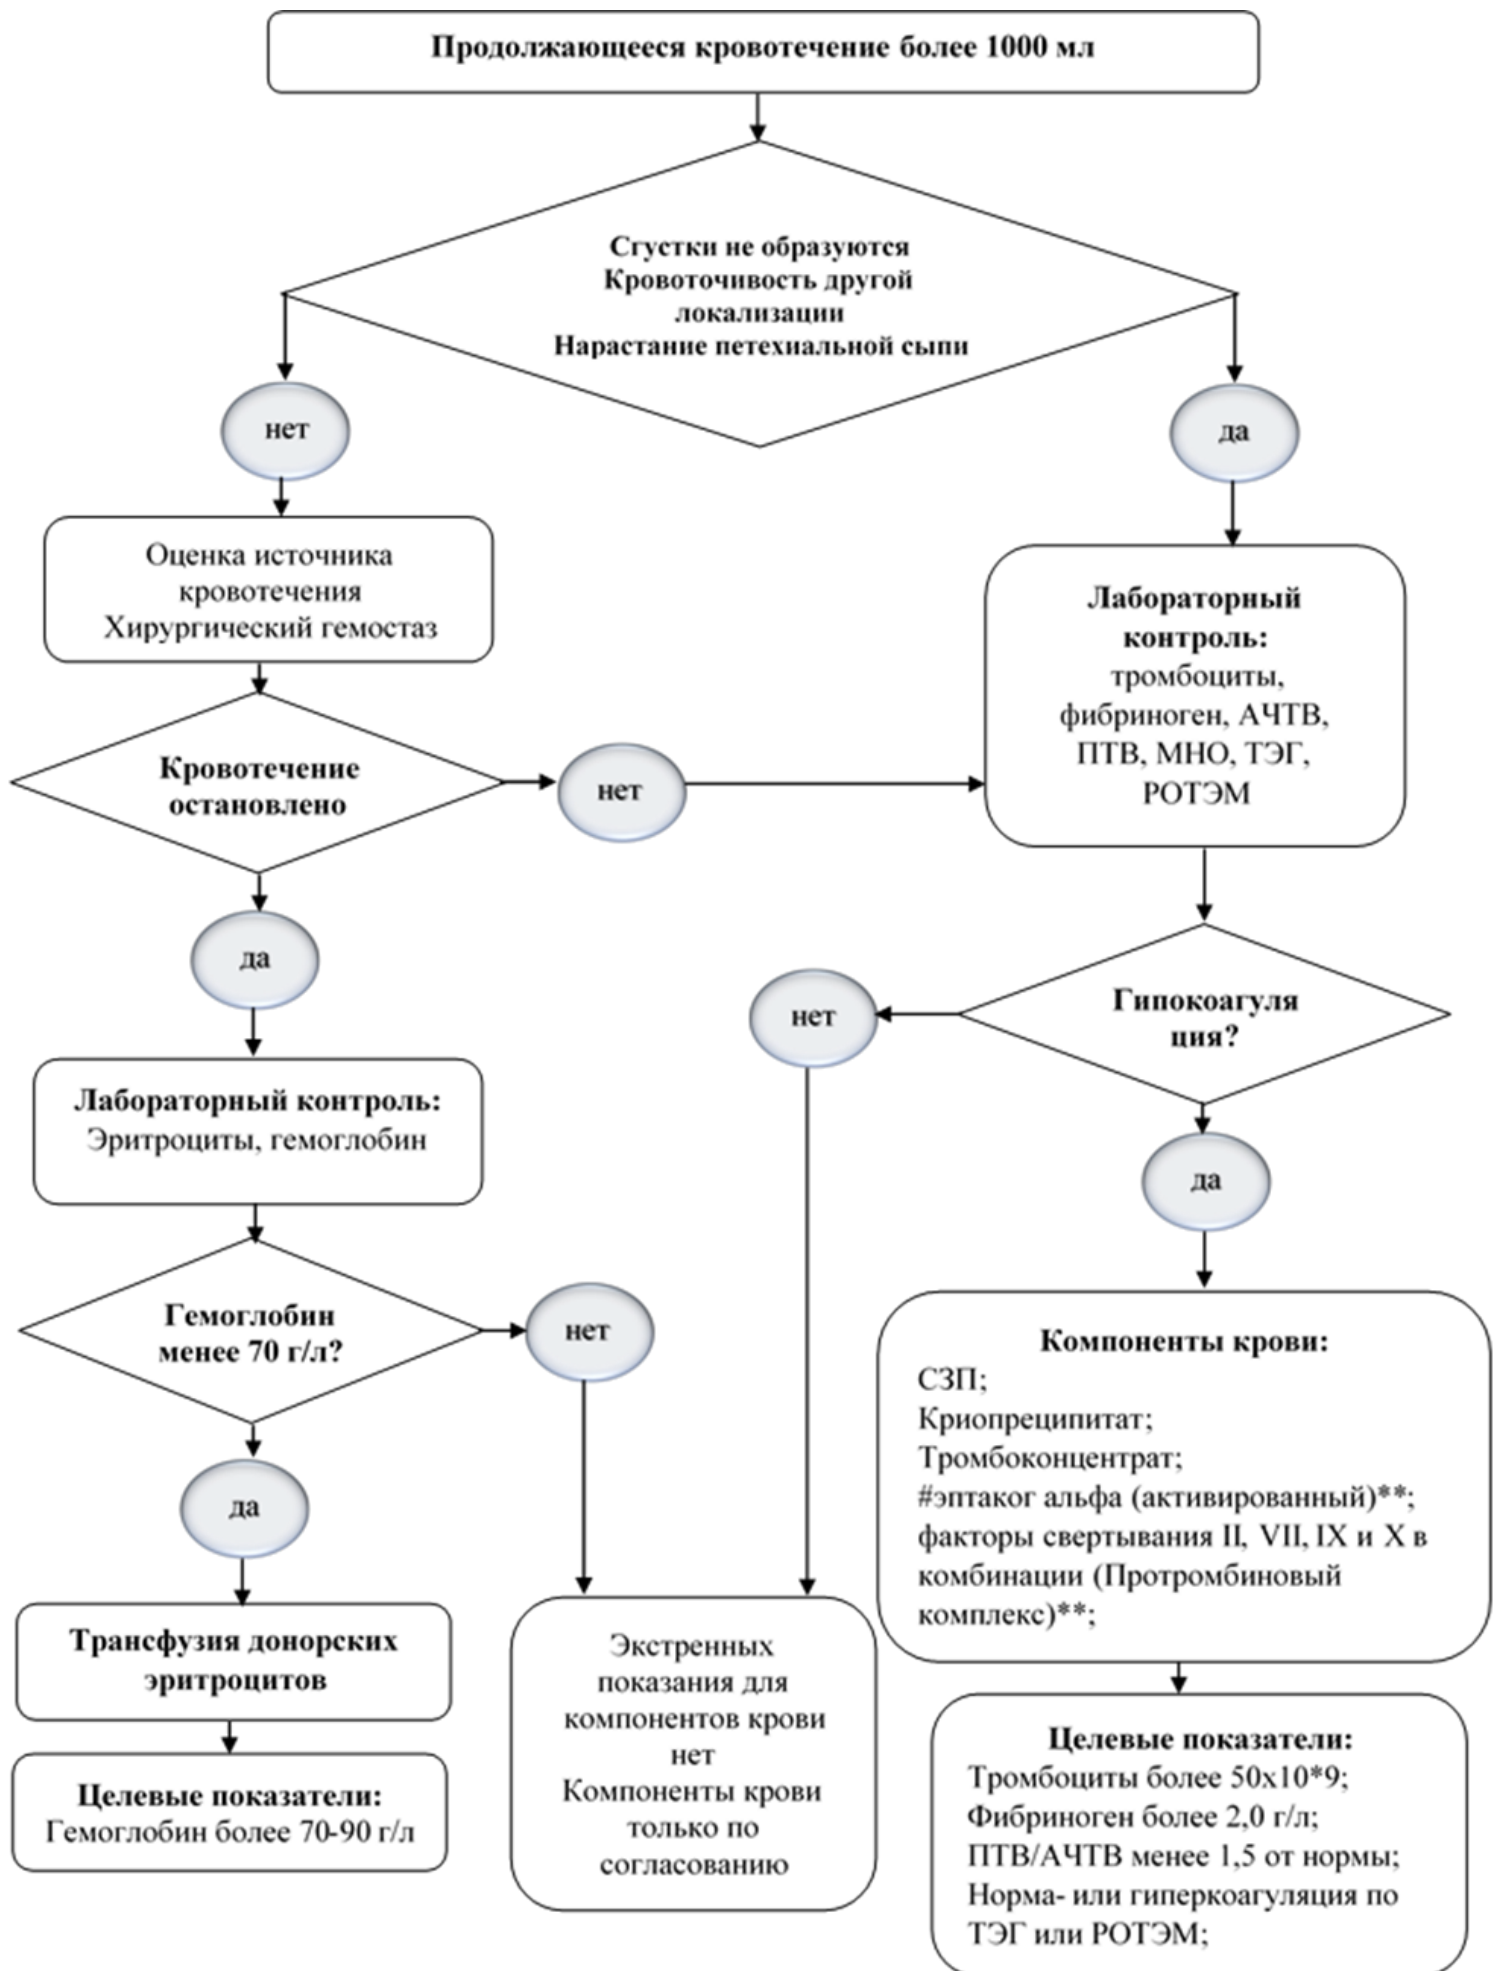 Продолжающееся кровотечение более 1000 мл
Сгустки не образуются
Кровоточивость другой
локализации
Нарастание петехиальной сыпи
нет
да
Оценка источника
кровотечения
Хирургический гемостаз
Лабораторный
контроль:
тромбоциты,
фибриноген, АЧТВ,
ПТВ, МНО, ТЭГ,
РОТЭМ
Кровотечение
остановлено
нет
да
Гипокоагуля
ция?
нет
да
Лабораторный контроль:
Эритроциты, гемоглобин
Гемоглобин
менее 70 г/л?
нет
да
Компоненты крови:
СЗП;
Криопреципитат;
Тромбоконцентрат;
#эптаког альфа (активированный)**;
факторы свертывания II, VII, IX и X в
комбинации (Протромбиновый
комплекс)**;
Трансфузия донорских
эритроцитов
Целевые показатели:
Гемоглобин более 70-90 г/л
Экстренных
показания для
компонентов крови
нет
Компоненты крови
только по
согласованию
Целевые показатели:
Тромбоциты более 50х10*9;
Фибриноген более 2,0 г/л;
ПТВ/АЧТВ менее 1,5 от нормы;
Норма- или гиперкоагуляция по
ТЭГ или РОТЭМ;